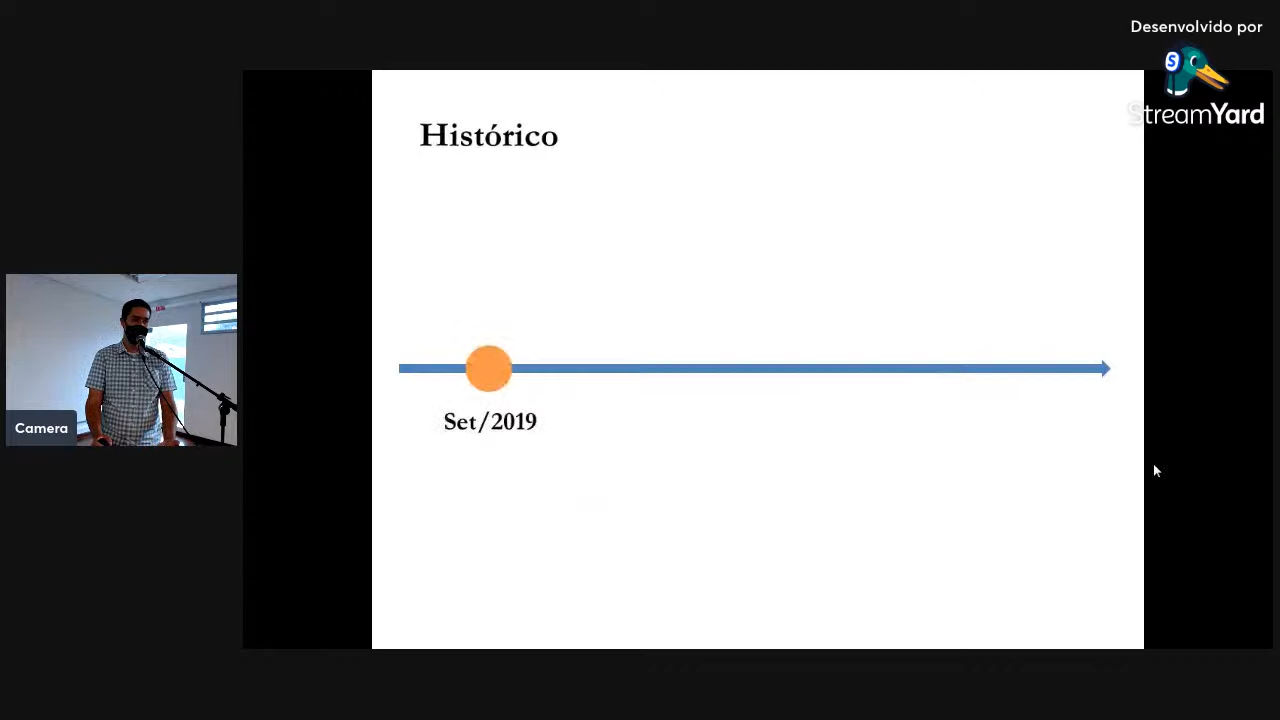 Desenvolvido por
StreamYard
Histórico
Set/2019
Camera